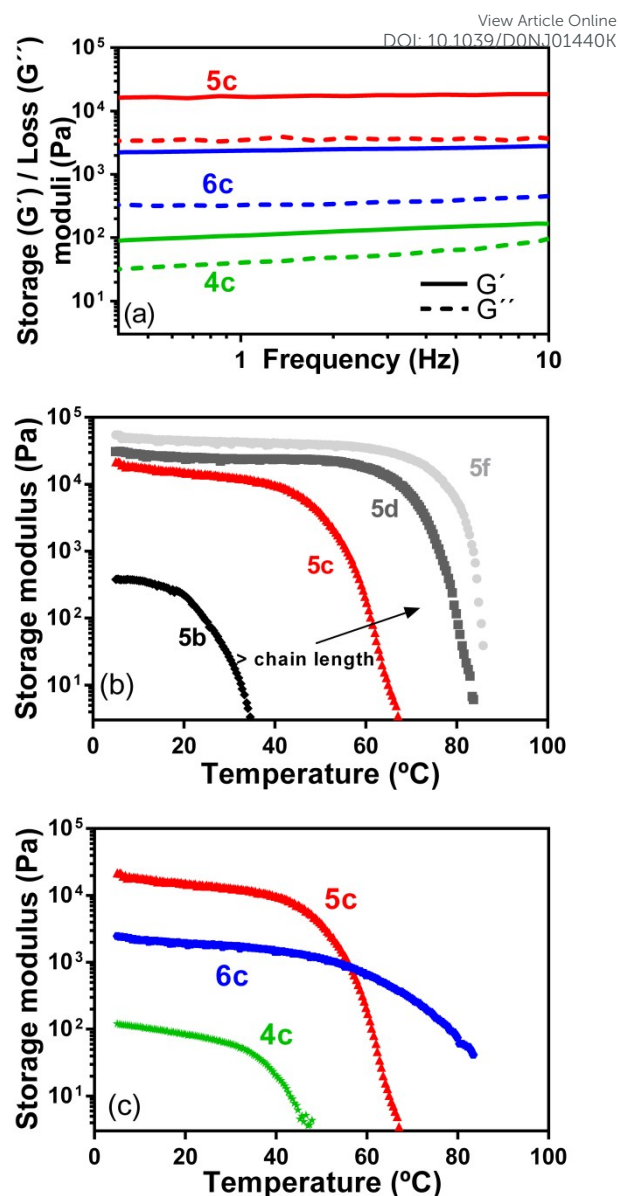 View Article Online
DOI: 10.1039/D0NJ01440K
Storage (G´) / Loss (G´´)
moduli (Pa)
10⁵
10⁴
10³
10²
10¹
5c
6c
4c
G´
G´´
(a)
1
10
Frequency (Hz)
Storage modulus (Pa)
10⁵
10⁴
10³
10²
10¹
5f
5d
5c
5b
> chain length
(b)
0
20
40
60
80
100
Temperature (ºC)
Storage modulus (Pa)
10⁵
10⁴
10³
10²
10¹
5c
6c
4c
(c)
0
20
40
60
80
100
Temperature (ºC)